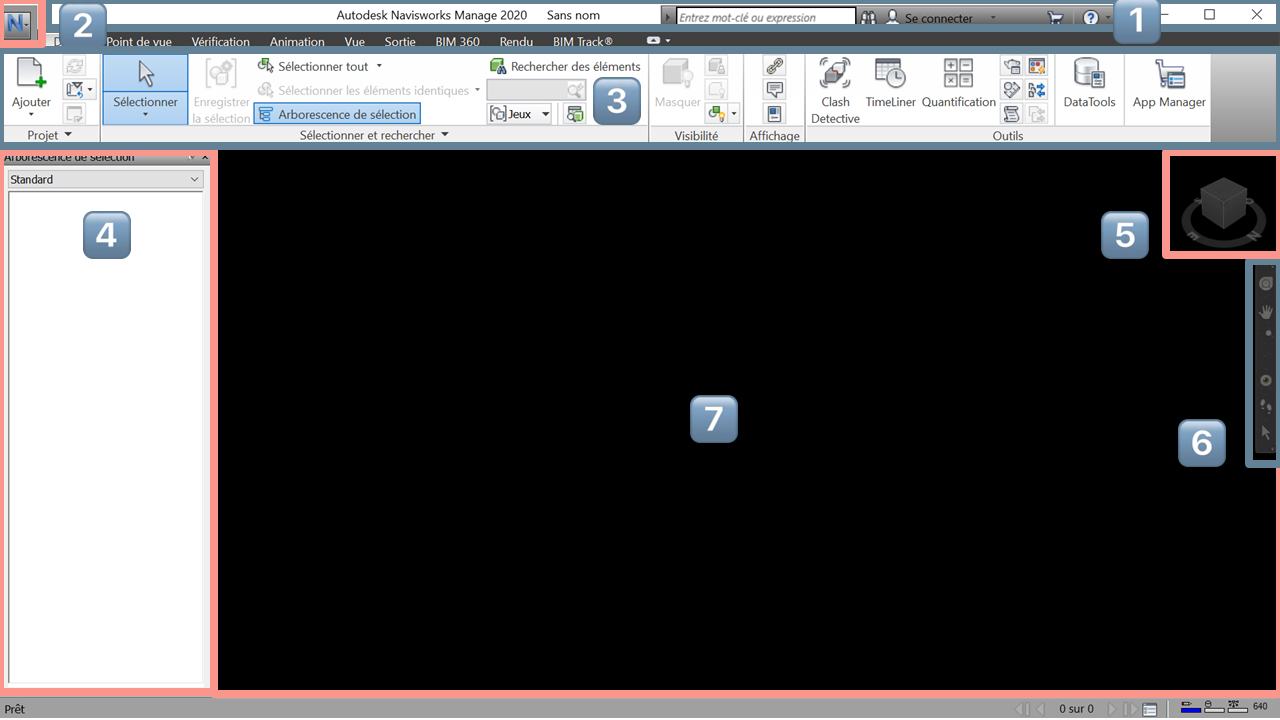 Autodesk Navisworks Manage 2020 Sans nom
Entrez mot-clé ou expression
Se connecter
1
2
Point de vue Vérification Animation Vue Sortie BIM 360 Rendu BIM Track®
Ajouter
Projet
Sélectionner
Enregistrer
la sélection
Sélectionner tout
Sélectionner les éléments identiques
Arborescence de sélection
Rechercher des éléments
Jeux
3
Sélectionner et rechercher
Masquer
Visibilité
Affichage
Clash
Detective
TimeLiner
Quantification
Outils
DataTools
App Manager
Arborescence de sélection
Standard
4
5
E
N
6
7
Prêt
0 sur 0
640